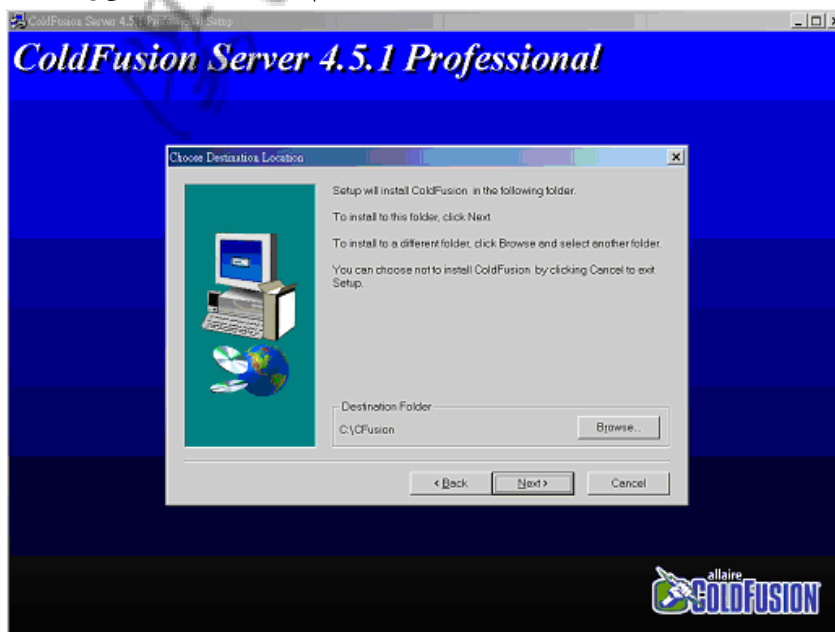 ColdFusion Server 4.5.1 Professional Setup
ColdFusion Server 4.5.1 Professional
Choose Destination Location
Setup will install ColdFusion in the following folder.
To install to this folder, click Next
To install to a different folder, click Browse and select another folder.
You can choose not to install ColdFusion by clicking Cancel to exit
Setup.
Destination Folder
C:\CFusion
Browse...
< Back
Next >
Cancel
allaire
COLDFUSION